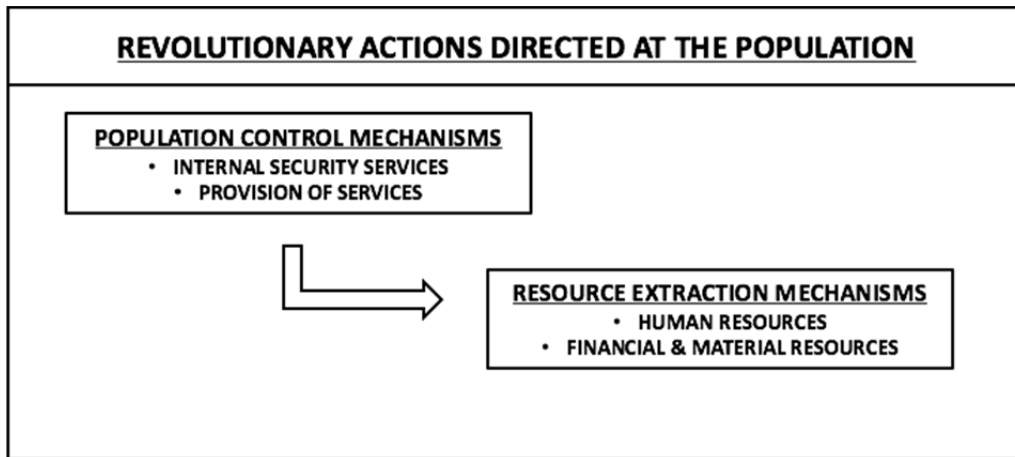 REVOLUTIONARY ACTIONS DIRECTED AT THE POPULATION
POPULATION CONTROL MECHANISMS
• INTERNAL SECURITY SERVICES
• PROVISION OF SERVICES
RESOURCE EXTRACTION MECHANISMS
• HUMAN RESOURCES
• FINANCIAL & MATERIAL RESOURCES